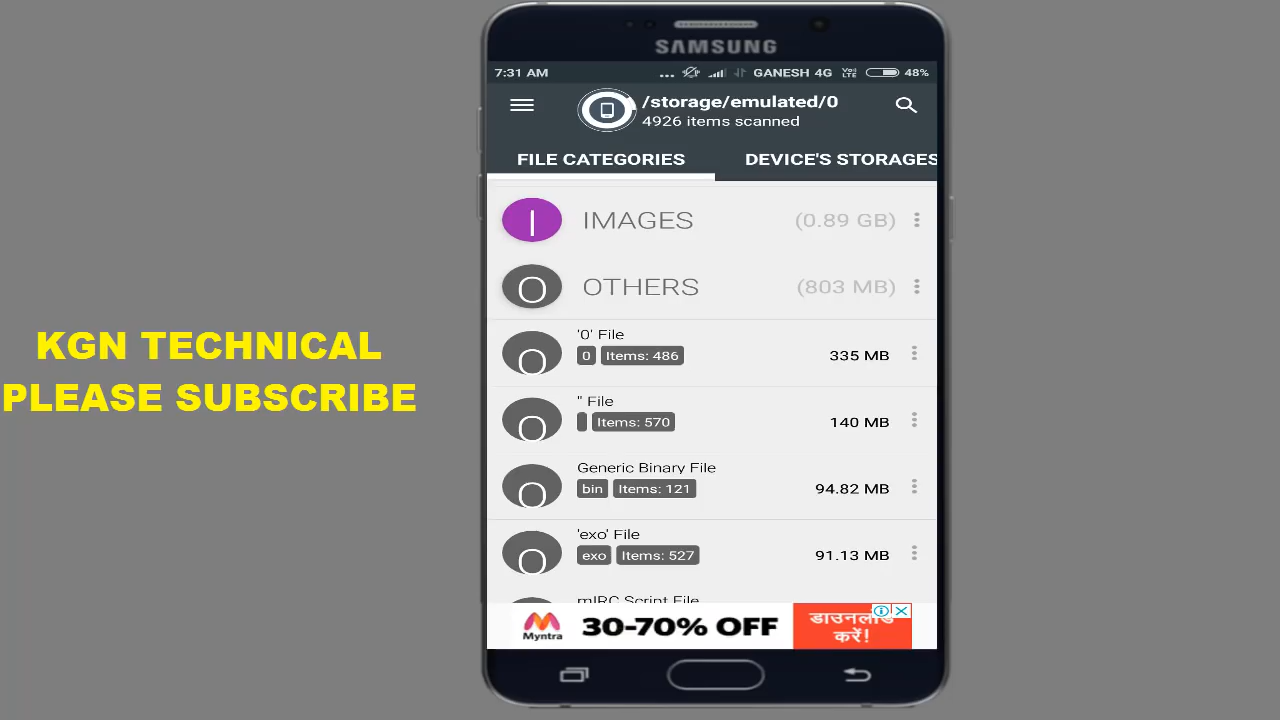 SAMSUNG
7:31 AM
... GANESH 4G VoLTE 48%
/storage/emulated/0
4926 items scanned
FILE CATEGORIES DEVICE'S STORAGES
I IMAGES (0.89 GB)
O OTHERS (803 MB)
'0' File
O 0 Items: 486 335 MB
'' File
O Items: 570 140 MB
Generic Binary File
O bin Items: 121 94.82 MB
'exo' File
O exo Items: 527 91.13 MB
mIRC Script File
Myntra 30-70% OFF डाउनलोड
करें!
KGN TECHNICAL
PLEASE SUBSCRIBE